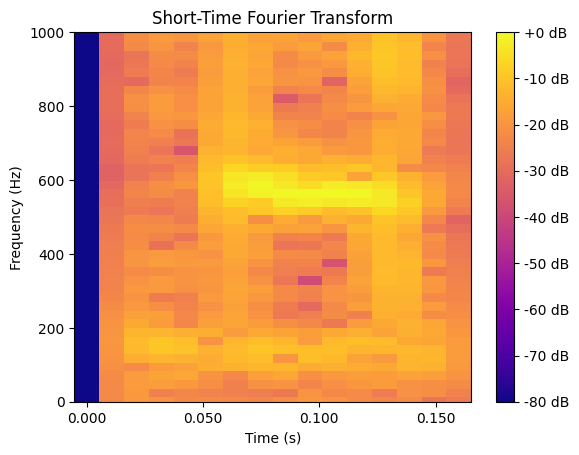 Short-Time Fourier Transform
1000
800
600
400
200
0
Frequency (Hz)
0.000
0.050
0.100
0.150
Time (s)
+0 dB
-10 dB
-20 dB
-30 dB
-40 dB
-50 dB
-60 dB
-70 dB
-80 dB